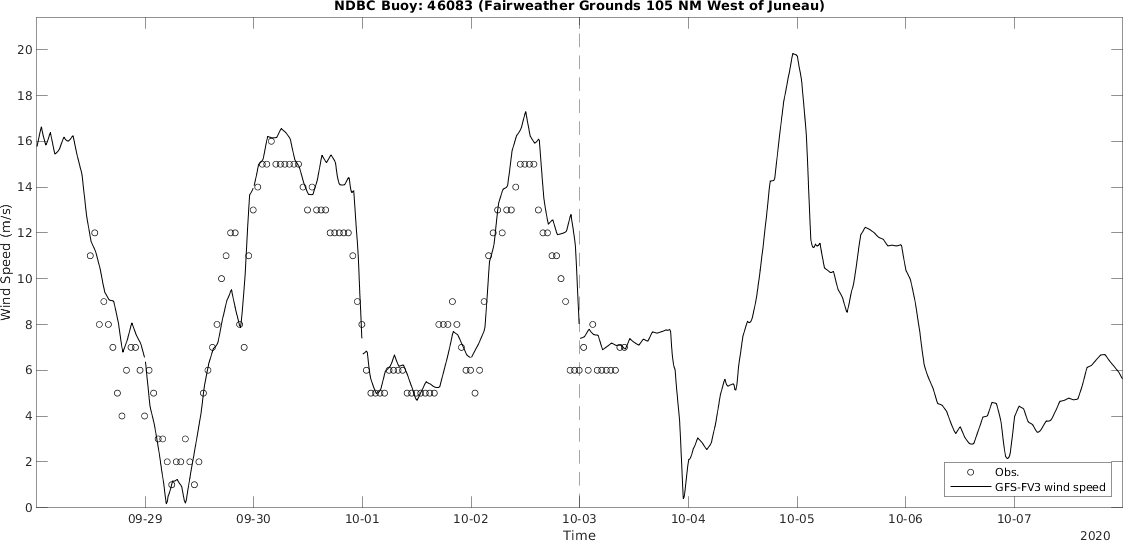 NDBC Buoy: 46083 (Fairweather Grounds 105 NM West of Juneau)
20
18
16
14
12
10
8
6
4
2
0
Wind Speed (m/s)
Obs.
GFS-FV3 wind speed
09-29 09-30 10-01 10-02 10-03 10-04 10-05 10-06 10-07
Time
2020